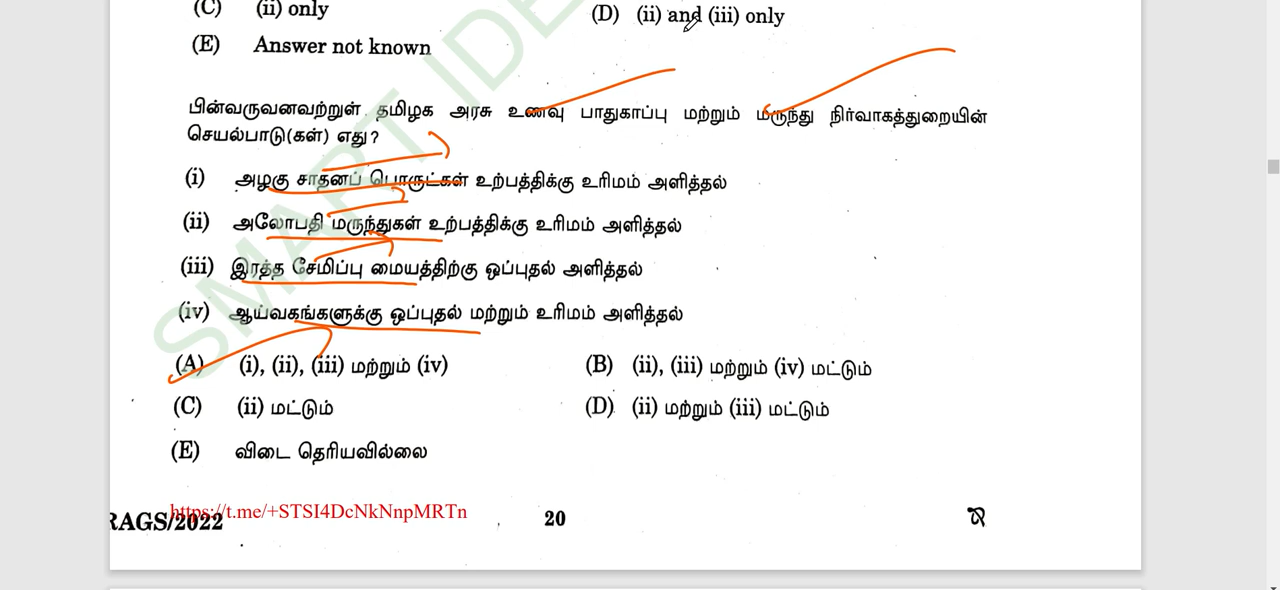 (C) (ii) only
(D) (ii) and (iii) only
(E) Answer not known
பின்வருவனவற்றுள் தமிழக அரசு உணவு பாதுகாப்பு மற்றும் மருந்து நிர்வாகத்துறையின்
செயல்பாடு(கள்) எது?
(i) அழகு சாதனப் பொருட்கள் உற்பத்திக்கு உரிமம் அளித்தல்
(ii) அலோபதி மருந்துகள் உற்பத்திக்கு உரிமம் அளித்தல்
(iii) இரத்த சேமிப்பு மையத்திற்கு ஒப்புதல் அளித்தல்
(iv) ஆய்வகங்களுக்கு ஒப்புதல் மற்றும் உரிமம் அளித்தல்
(A) (i), (ii), (iii) மற்றும் (iv)
(B) (ii), (iii) மற்றும் (iv) மட்டும்
(C) (ii) மட்டும்
(D) (ii) மற்றும் (iii) மட்டும்
(E) விடை தெரியவில்லை
https://t.me/+STSI4DcNkNnpMRTn
RAGS/2022
20
SMART IDE